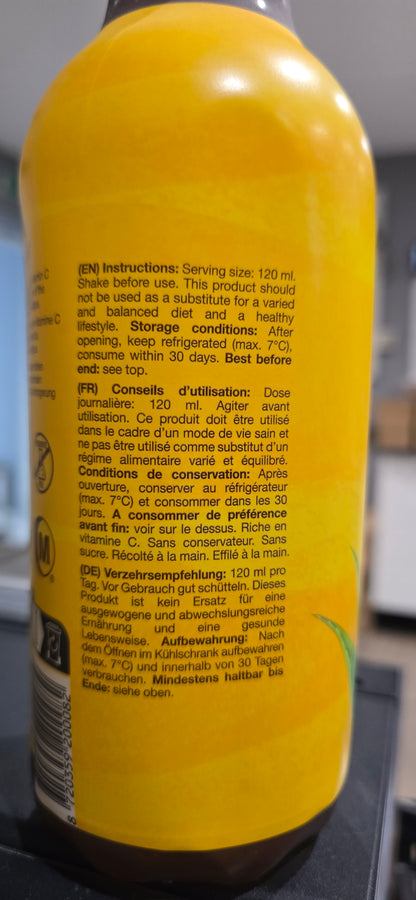 (EN) Instructions: Serving size: 120 ml.
Shake before use. This product should
not be used as a substitute for a varied
and balanced diet and a healthy
lifestyle. Storage conditions: After
opening, keep refrigerated (max. 7°C),
consume within 30 days. Best before
end: see top.
(FR) Conseils d'utilisation: Dose
journalière: 120 ml. Agiter avant
utilisation. Ce produit doit être utilisé
dans le cadre d'un mode de vie sain et
ne pas être utilisé comme substitut d'un
régime alimentaire varié et équilibré.
Conditions de conservation: Après
ouverture, conserver au réfrigérateur
(max. 7°C) et consommer dans les 30
jours. A consommer de préférence
avant fin: voir sur le dessus. Riche en
vitamine C. Sans conservateur. Sans
sucre. Récolté à la main. Effilé à la main.
(DE) Verzehrsempfehlung: 120 ml pro
Tag. Vor Gebrauch gut schütteln. Dieses
Produkt ist kein Ersatz für eine
ausgewogene und abwechslungsreiche
Ernährung und eine gesunde
Lebensweise. Aufbewahrung: Nach
dem Öffnen im Kühlschrank aufbewahren
(max. 7°C) und innerhalb von 30 Tagen
verbrauchen. Mindestens haltbar bis
Ende: siehe oben.
M
8 720359 200082